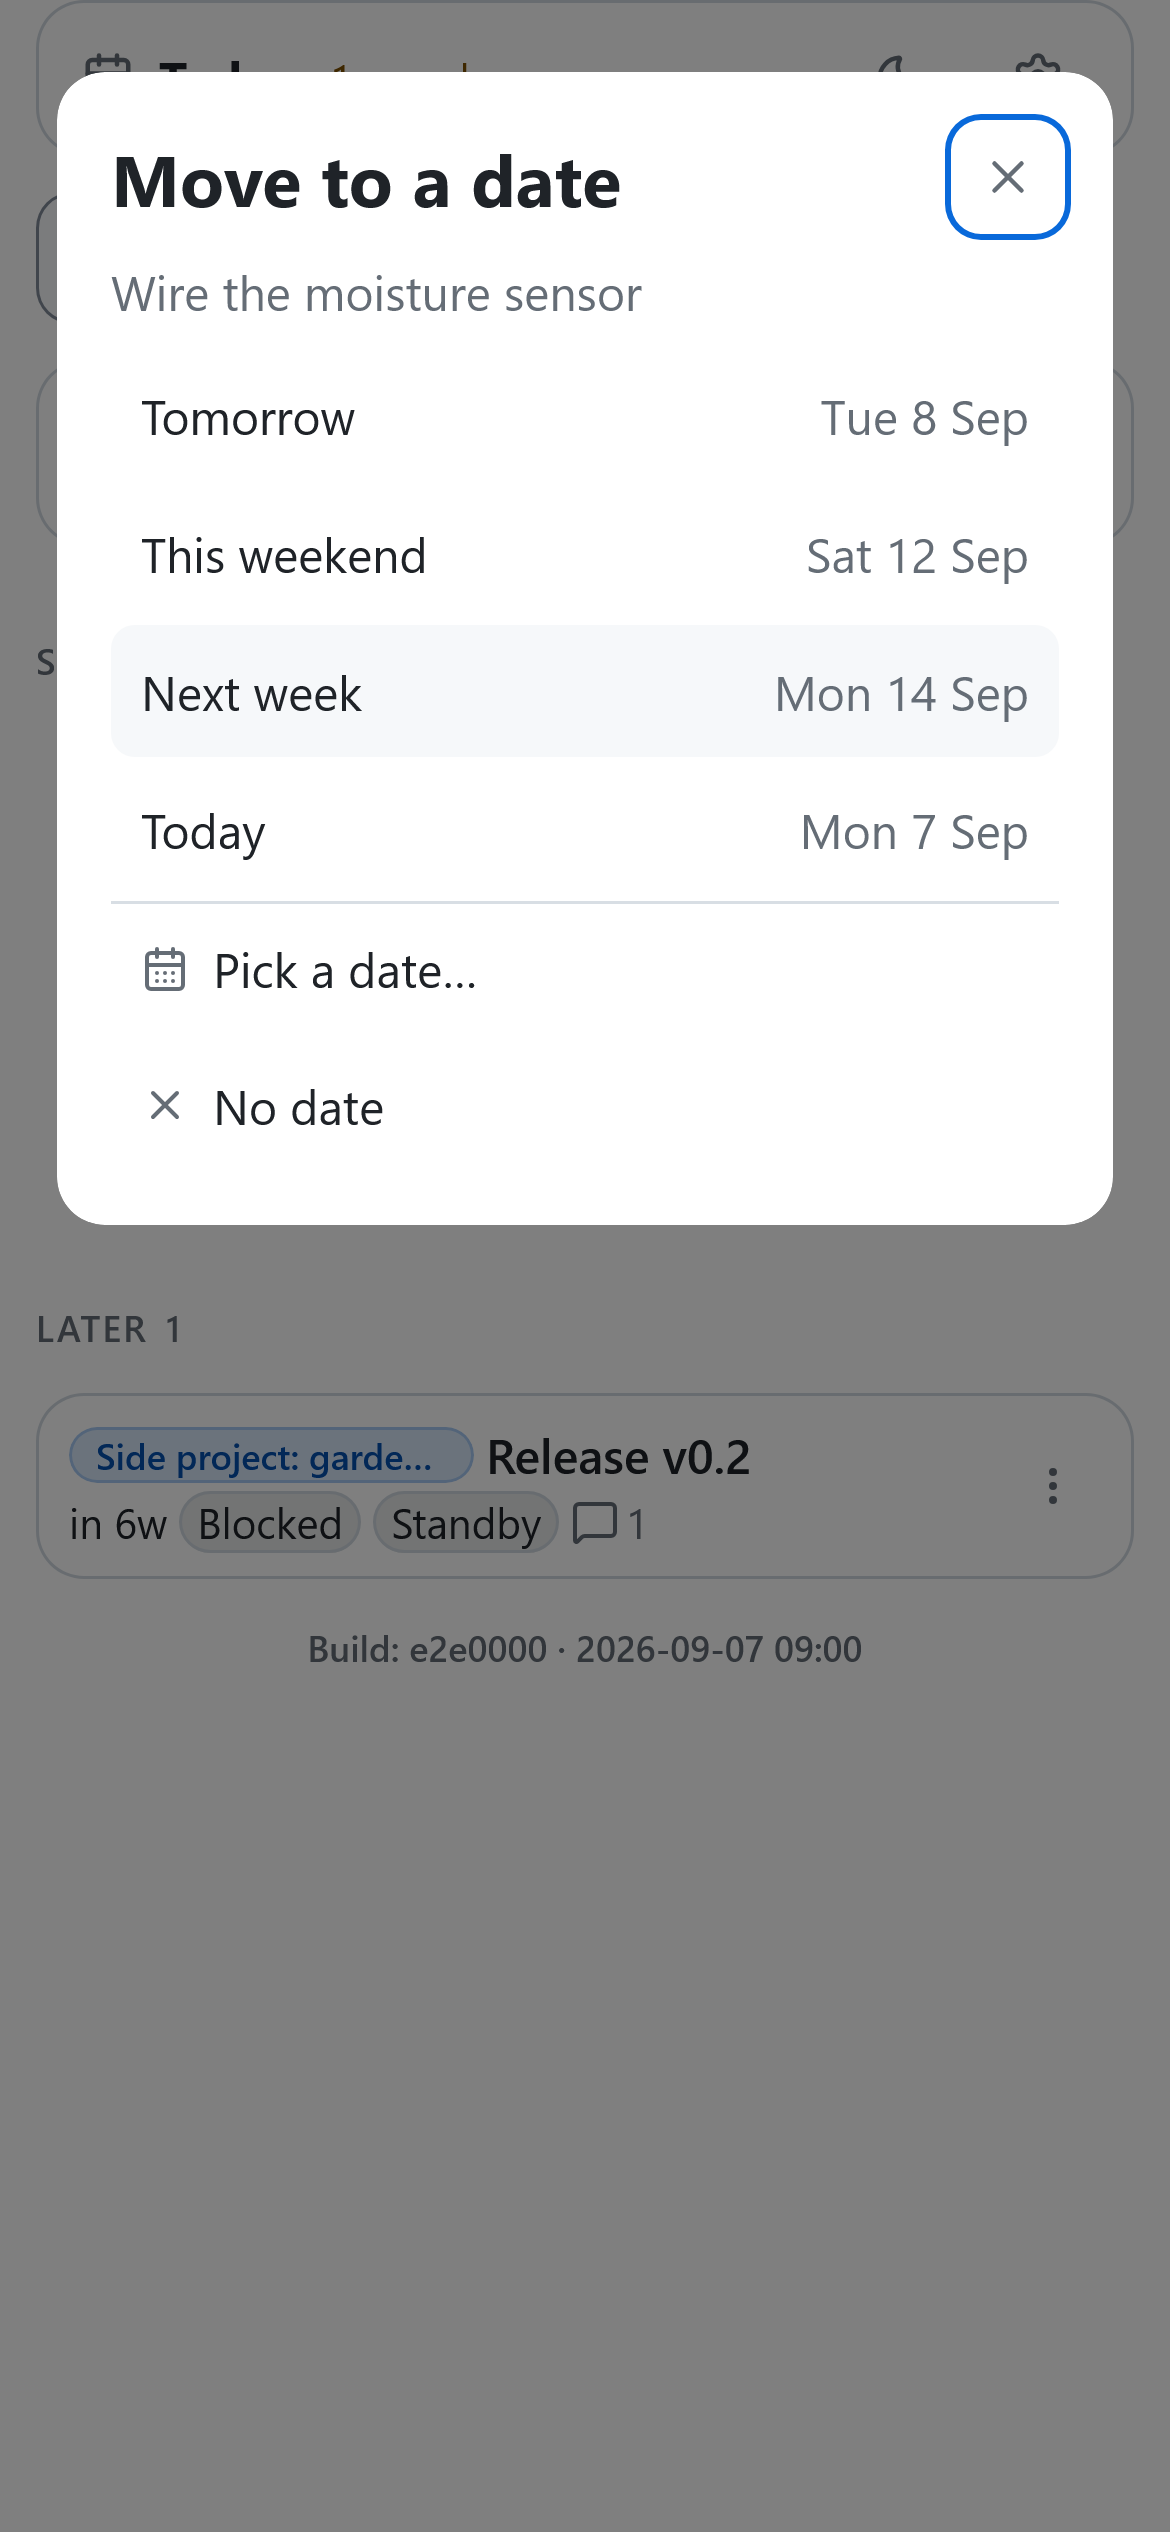 Move to a date
Wire the moisture sensor
Tomorrow Tue 8 Sep
This weekend Sat 12 Sep
Next week Mon 14 Sep
Today Mon 7 Sep
Pick a date...
No date
LATER 1
Side project: garde... Release v0.2
in 6w Blocked Standby 1
Build: e2e0000 · 2026-09-07 09:00